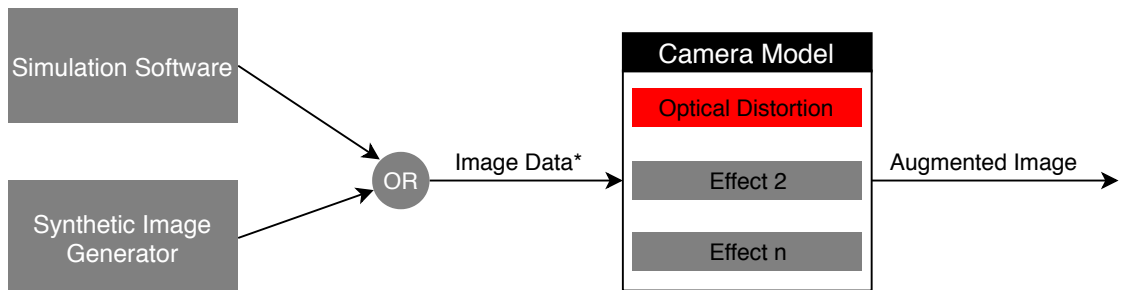 Simulation Software
Synthetic Image
Generator
OR
Image Data*
Camera Model
Optical Distortion
Effect 2
Effect n
Augmented Image